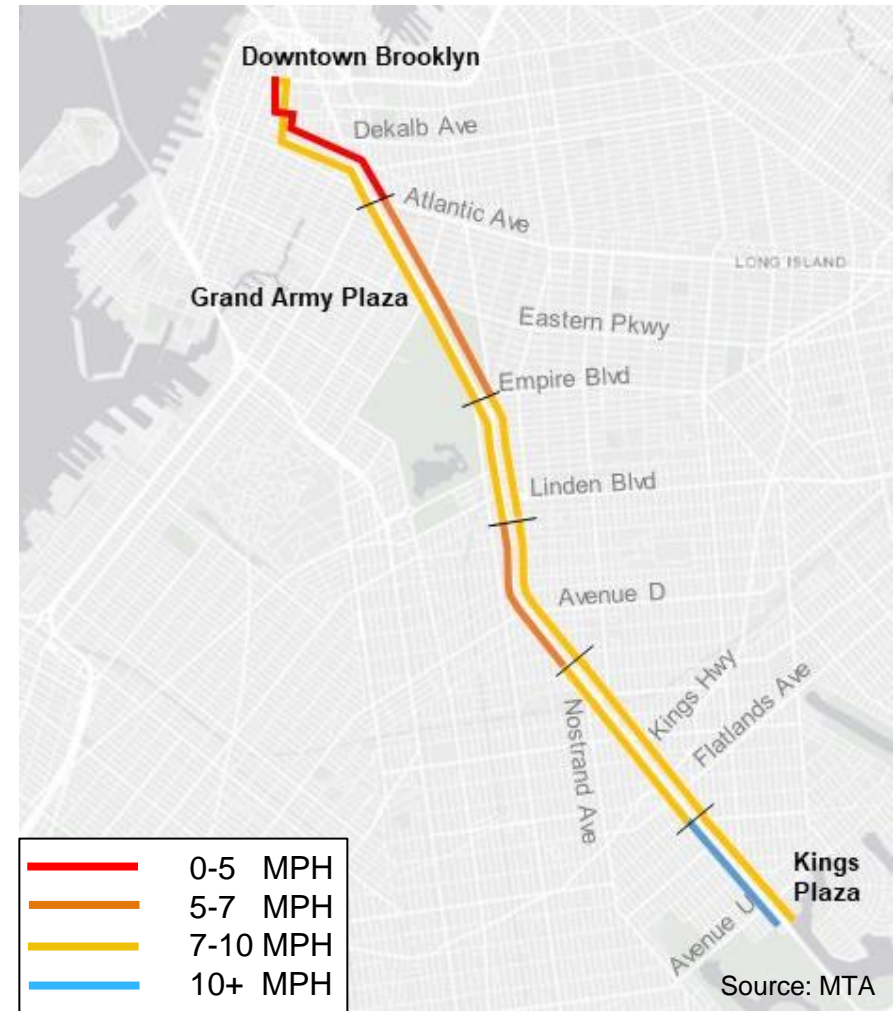 Downtown Brooklyn
Dekalb Ave
Atlantic Ave
LONG ISLAND
Grand Army Plaza
Eastern Pkwy
Empire Blvd
Linden Blvd
Avenue D
Kings Hwy
Flatlands Ave
Nostrand Ave
Kings
Plaza
Avenue U
0-5 MPH
5-7 MPH
7-10 MPH
10+ MPH
Source: MTA